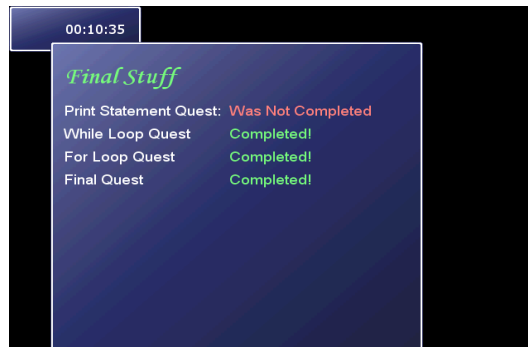 00:10:35
Final Stuff
Print Statement Quest: Was Not Completed
While Loop Quest Completed!
For Loop Quest Completed!
Final Quest Completed!